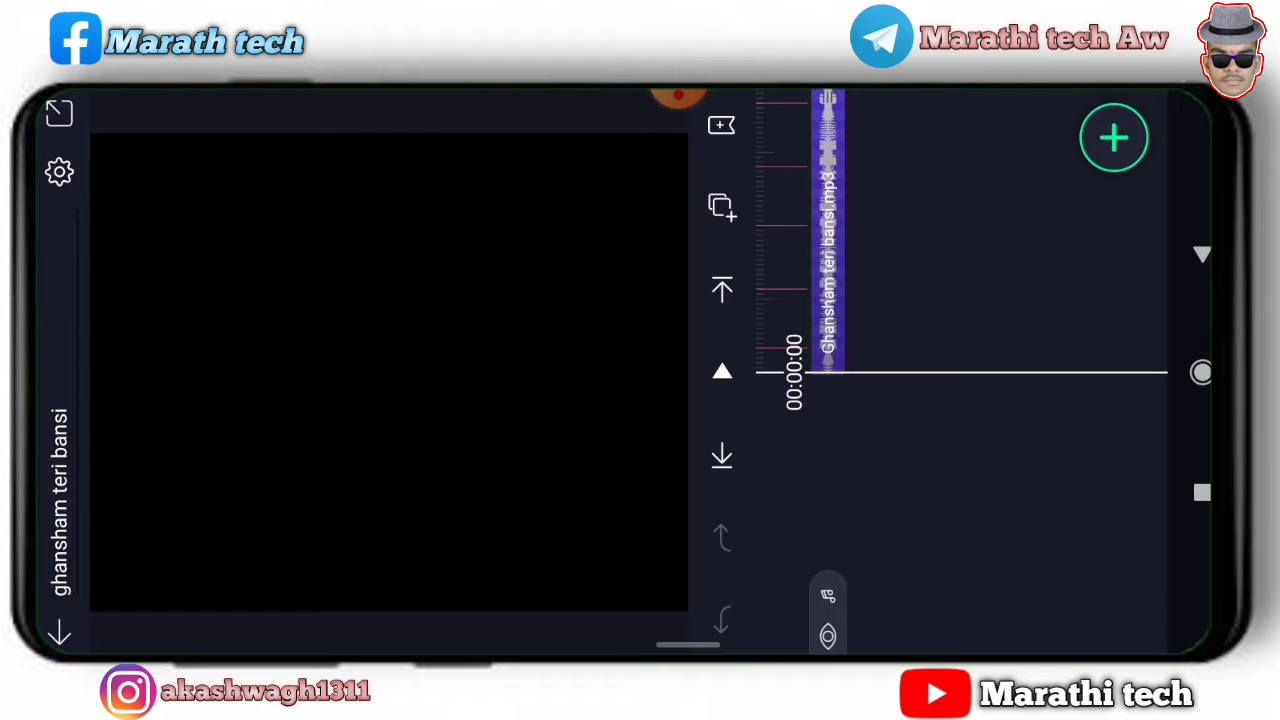 Marath tech
Marathi tech Aw
ghansham teri bansi
Ghansham teri bansi.mp3
00:00:00
akashwagh1311
Marathi tech